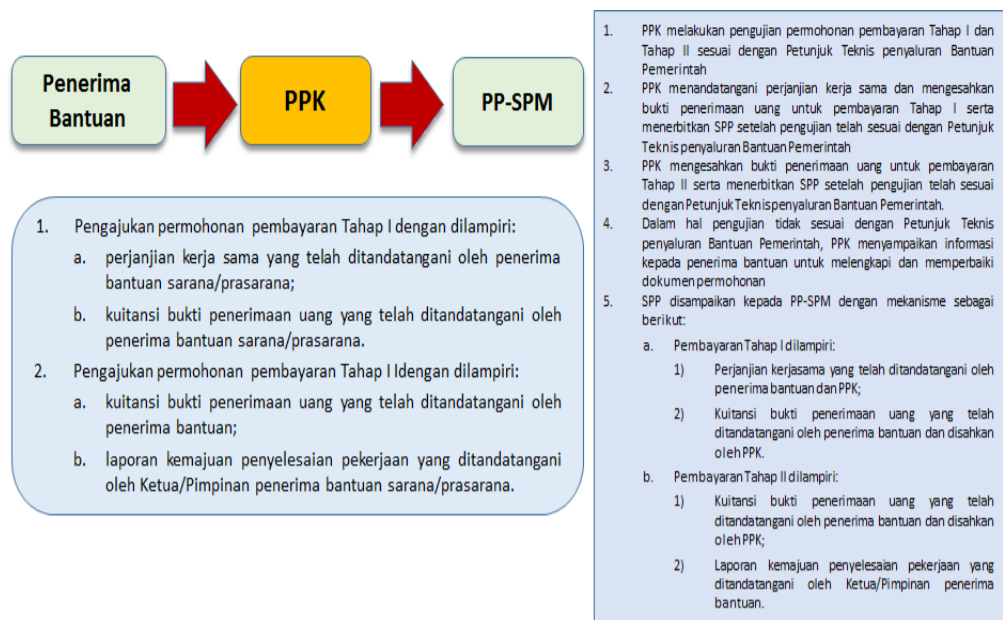 Penerima
Bantuan
PPK
PP-SPM
1. Pengajukan permohonan pembayaran Tahap I dengan dilampiri:
a. perjanjian kerja sama yang telah ditandatangani oleh penerima
bantuan sarana/prasarana;
b. kuitansi bukti penerimaan uang yang telah ditandatangani oleh
penerima bantuan sarana/prasarana.
2. Pengajukan permohonan pembayaran Tahap I Idengan dilampiri:
a. kuitansi bukti penerimaan uang yang telah ditandatangani oleh
penerima bantuan;
b. laporan kemajuan penyelesaian pekerjaan yang ditandatangani
oleh Ketua/Pimpinan penerima bantuan sarana/prasarana.
1. PPK melakukan pengujian permohonan pembayaran Tahap I dan
Tahap II sesuai dengan Petunjuk Teknis penyaluran Bantuan
Pemerintah
2. PPK menandatangani perjanjian kerja sama dan mengesahkan
bukti penerimaan uang untuk pembayaran Tahap I serta
menerbitkan SPP setelah pengujian telah sesuai dengan Petunjuk
Teknis penyaluran Bantuan Pemerintah
3. PPK mengesahkan bukti penerimaan uang untuk pembayaran
Tahap II serta menerbitkan SPP setelah pengujian telah sesuai
dengan Petunjuk Teknis penyaluran Bantuan Pemerintah.
4. Dalam hal pengujian tidak sesuai dengan Petunjuk Teknis
penyaluran Bantuan Pemerintah, PPK menyampaikan informasi
kepada penerima bantuan untuk melengkapi dan memperbaiki
dokumen permohonan
5. SPP disampaikan kepada PP-SPM dengan mekanisme sebagai
berikut:
a. Pembayaran Tahap I dilampiri:
1) Perjanjian kerjasama yang telah ditandatangani oleh
penerima bantuan dan PPK;
2) Kuitansi bukti penerimaan uang yang telah
ditandatangani oleh penerima bantuan dan disahkan
oleh PPK.
b. Pembayaran Tahap II dilampiri:
1) Kuitansi bukti penerimaan uang yang telah
ditandatangani oleh penerima bantuan dan disahkan
oleh PPK;
2) Laporan kemajuan penyelesaian pekerjaan yang
ditandatangani oleh Ketua/Pimpinan penerima
bantuan.